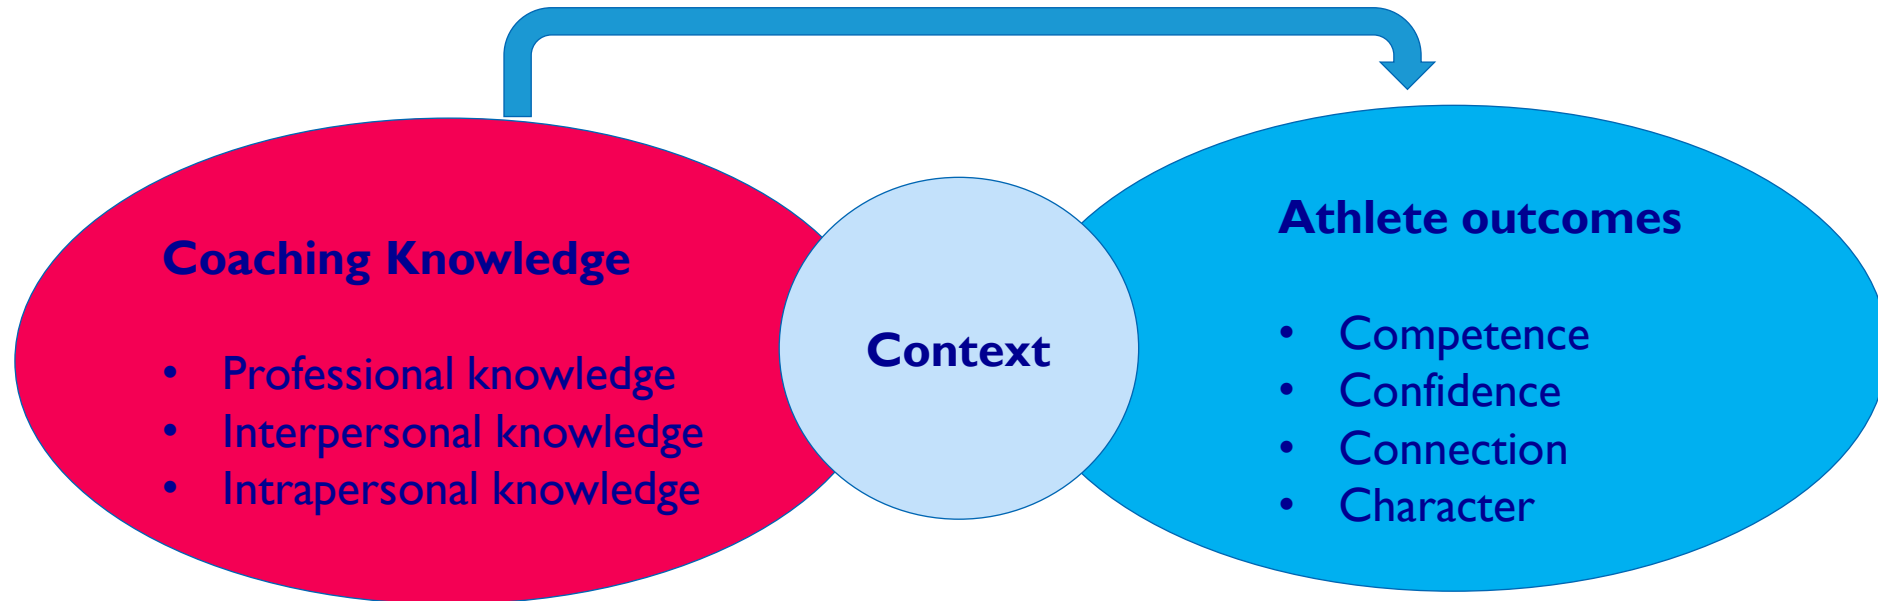 Coaching Knowledge
• Professional knowledge
• Interpersonal knowledge
• Intrapersonal knowledge
Context
Athlete outcomes
• Competence
• Confidence
• Connection
• Character